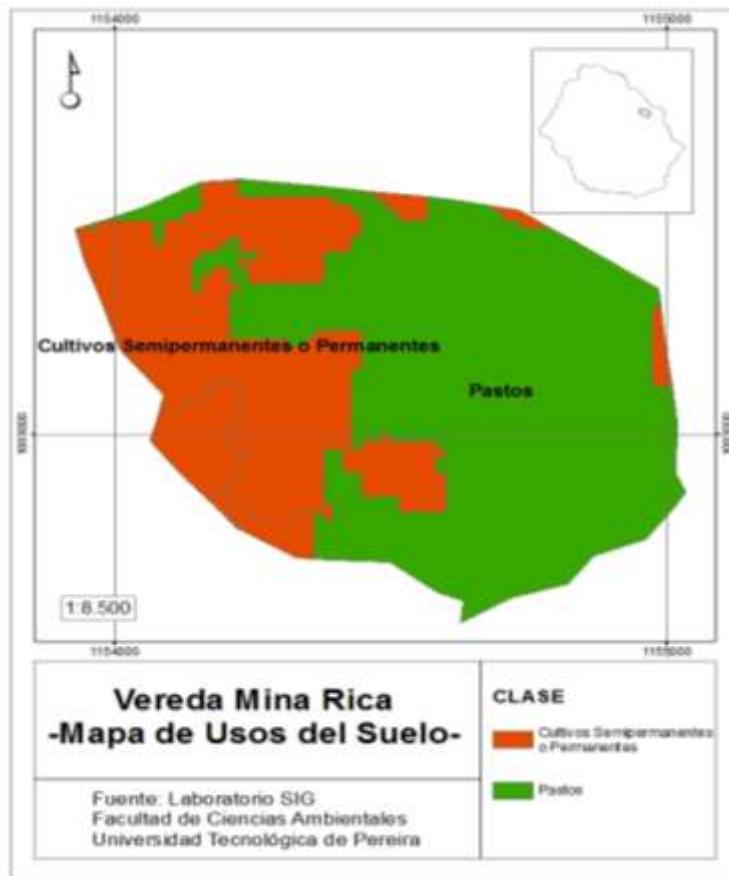 1154000 1155000
Cultivos Semipermanentes o Permanentes
Pastos
1:8.500
1154000 1155000
Vereda Mina Rica
-Mapa de Usos del Suelo-
Fuente: Laboratorio SIG
Facultad de Ciencias Ambientales
Universidad Tecnológica de Pereira
CLASE
Cultivos Semipermanentes
o Permanentes
Pastos